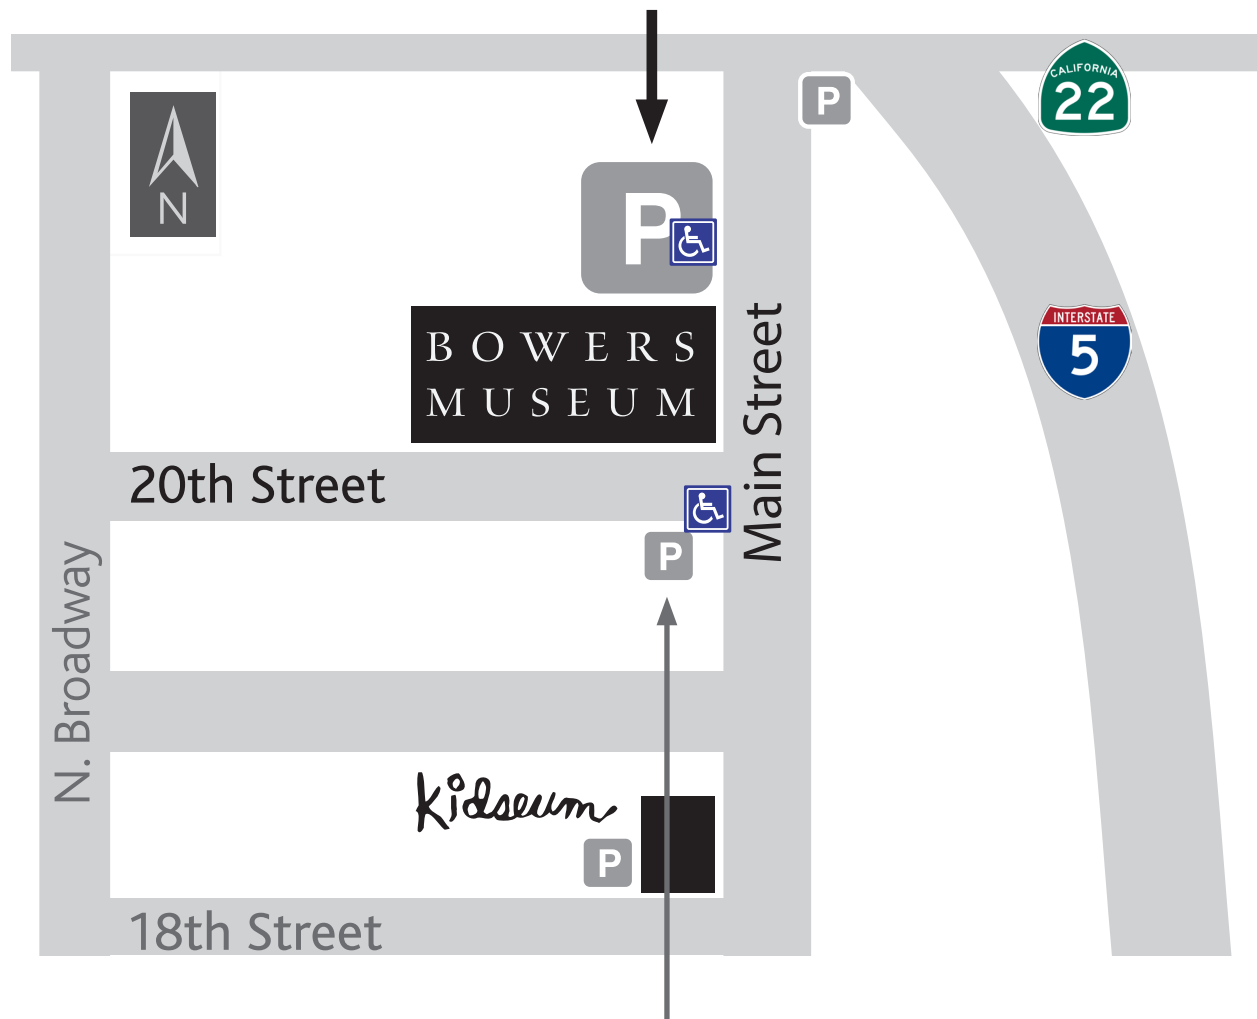 CALIFORNIA
22
P
N
P
INTERSTATE
5
BOWERS
MUSEUM
Main Street
20th Street
P
N. Broadway
Kidseum
P
18th Street